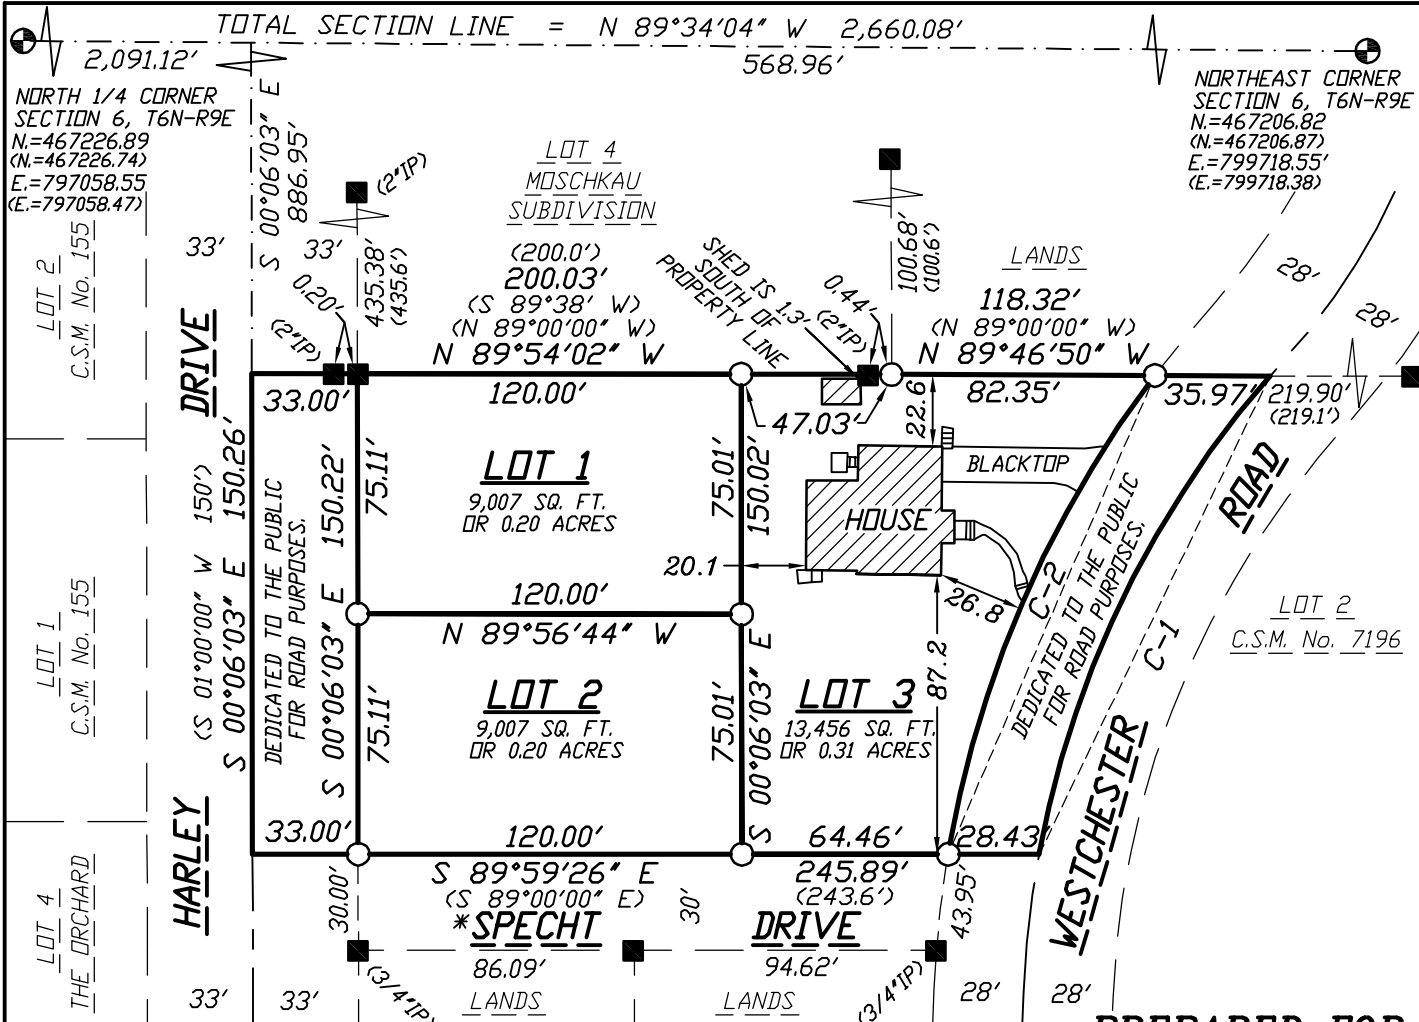 TOTAL SECTION LINE = N 89°34'04" W 2,660.08'
2,091.12'
568.96'
NORTH 1/4 CORNER
SECTION 6, T6N-R9E
N.=467226.89
(N.=467226.74)
E.=797058.55
(E.=797058.47)
NORTHEAST CORNER
SECTION 6, T6N-R9E
N.=467206.82
(N.=467206.87)
E.=799718.55'
(E.=799718.38)
S 00°06'03" E
886.95'
(2"IP)
LOT 4
MOSCHKAU
SUBDIVISION
(200.0')
200.03'
(S 89°38' W)
(N 89°00'00" W)
N 89°54'02" W
33'
33'
0.20'
(2"IP)
435.38'
(435.6')
SHED IS 1.3'
SOUTH OF
PROPERTY LINE
0.44'
(2"IP)
100.68'
(100.6')
LANDS
118.32'
(N 89°00'00" W)
N 89°46'50" W
28'
28'
LOT 2
C.S.M. No. 155
DRIVE
33.00'
120.00'
47.03'
22.6
82.35'
35.97'
219.90'
(219.1')
(S 01°00'00" W 150')
S 00°06'03" E 150.26'
DEDICATED TO THE PUBLIC
FOR ROAD PURPOSES.
S 00°06'03" E 150.22'
75.11'
LOT 1
9,007 SQ. FT.
OR 0.20 ACRES
75.01'
150.02'
BLACKTOP
HOUSE
ROAD
20.1
26.8
C-2
DEDICATED TO THE PUBLIC
FOR ROAD PURPOSES.
C-1
120.00'
N 89°56'44" W
LOT 1
C.S.M. No. 155
LOT 2
C.S.M. No. 7196
75.11'
LOT 2
9,007 SQ. FT.
OR 0.20 ACRES
75.01'
S 00°06'03" E
LOT 3
13,456 SQ. FT.
OR 0.31 ACRES
87.2
WESTCHESTER
HARLEY
33.00'
120.00'
64.46'
28.43'
S 89°59'26" E
245.89'
(S 89°00'00" E)
(243.6')
LOT 4
THE ORCHARD
30.00'
*SPECHT
30'
DRIVE
43.95'
86.09'
94.62'
(3/4"IP)
(3/4"IP)
33'
33'
LANDS
LANDS
28'
28'
PREPARED FOR